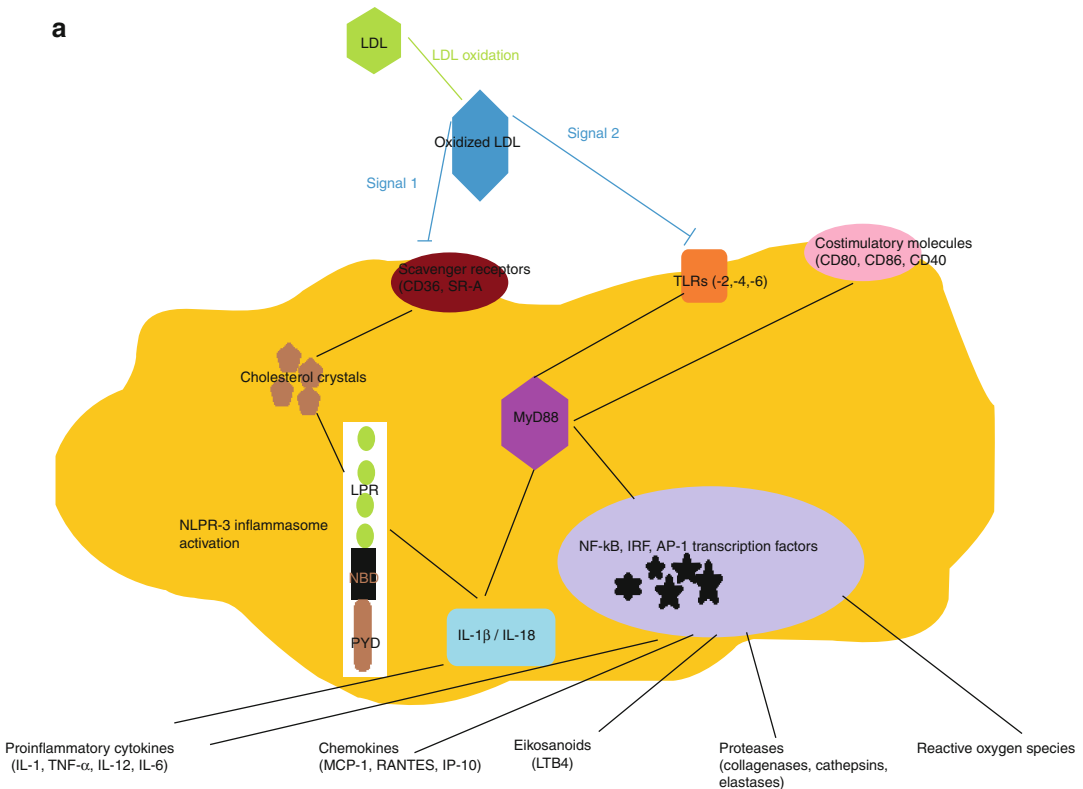 a
LDL
LDL oxidation
Oxidized LDL
Signal 2
Signal 1
Costimulatory molecules
(CD80, CD86, CD40
Scavenger receptors
(CD36, SR-A
TLRs (-2,-4,-6)
Cholesterol crystals
MyD88
LPR
NLPR-3 inflammasome
activation
NF-kB, IRF, AP-1 transcription factors
NBD
IL-1β / IL-18
PYD
Proinflammatory cytokines
(IL-1, TNF-α, IL-12, IL-6)
Chemokines
(MCP-1, RANTES, IP-10)
Eikosanoids
(LTB4)
Proteases
(collagenases, cathepsins,
elastases)
Reactive oxygen species